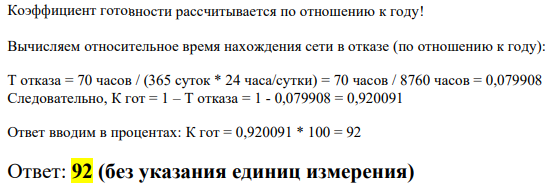 Коэффициент готовности рассчитывается по отношению к году!
Вычисляем относительное время нахождения сети в отказе (по отношению к году):
Т отказа = 70 часов / (365 суток * 24 часа/сутки) = 70 часов / 8760 часов = 0,079908
Следовательно, К гот = 1 – Т отказа = 1 - 0,079908 = 0,920091
Ответ вводим в процентах: К гот = 0,920091 * 100 = 92
Ответ: 92 (без указания единиц измерения)